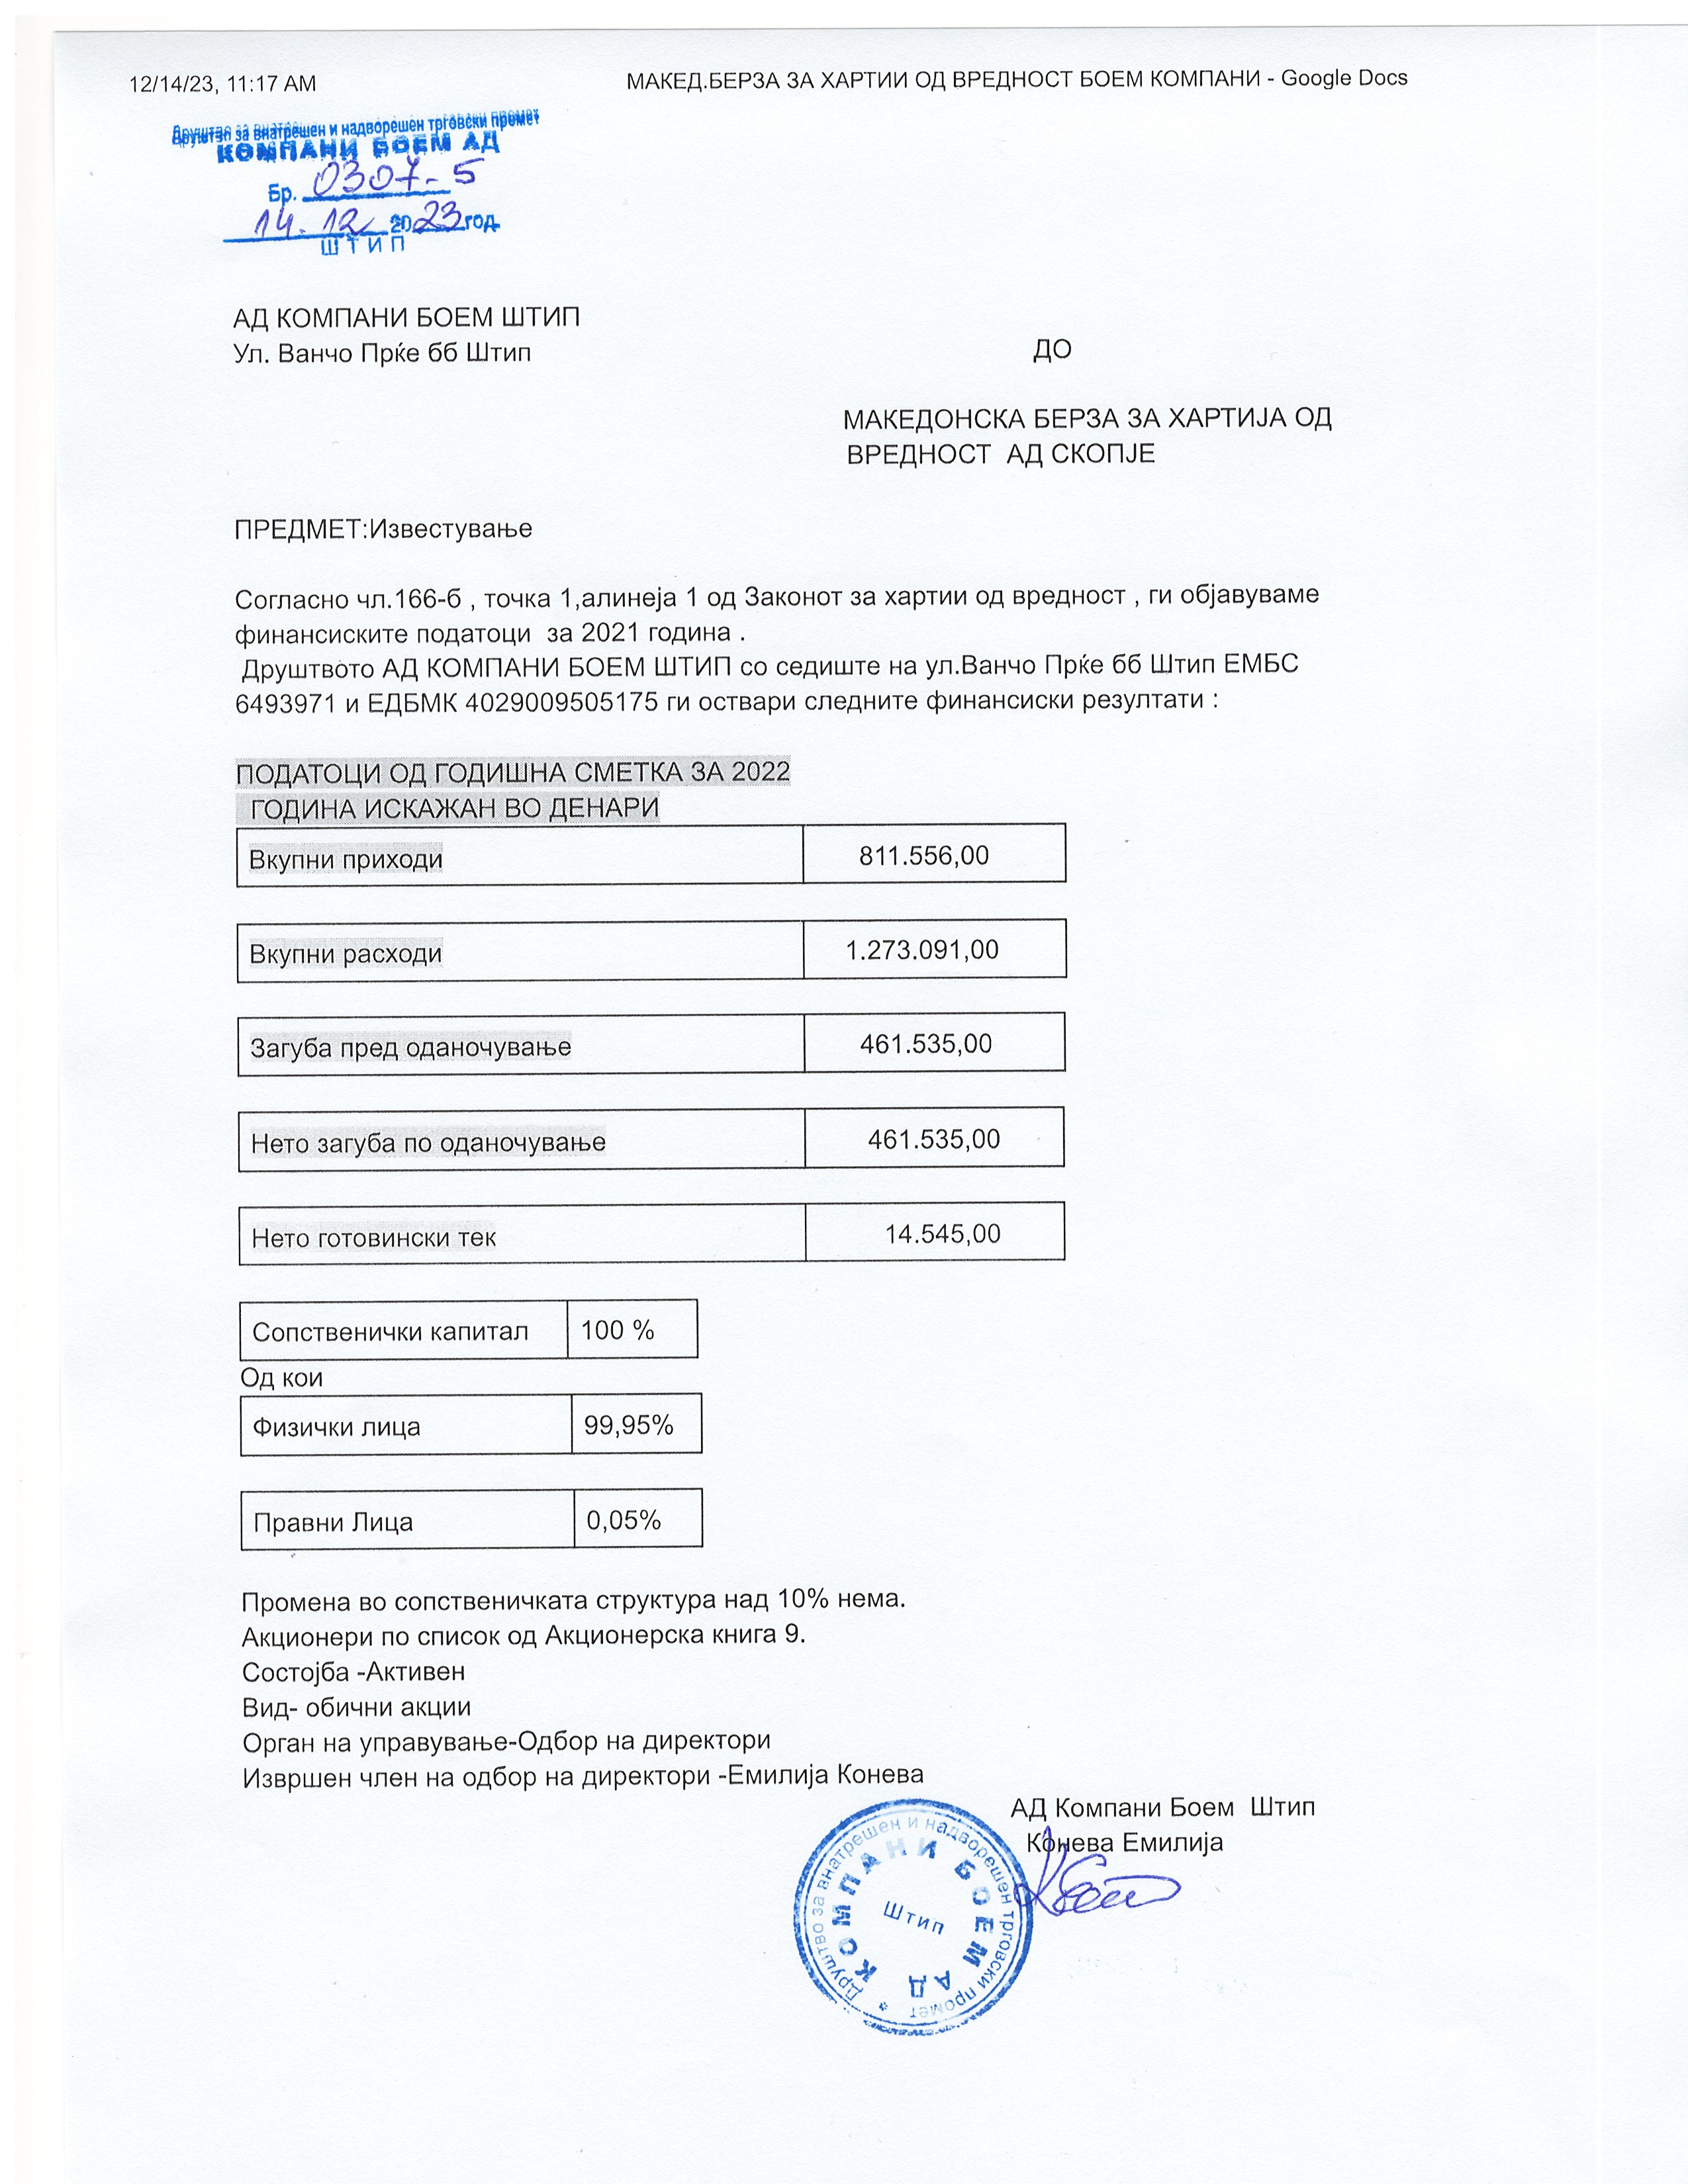 12/14/23, 11:17 AM
МАКЕД.БЕРЗА ЗА ХАРТИИ ОД ВРЕДНОСТ БОЕМ КОМПАНИ - Google Docs
за внатрешен и надворешен трговски промет
КОМПАНИ БОЕМ АД
Бр. 0307-5
14.12 2023 год.
ШТИП
АД КОМПАНИ БОЕМ ШТИП
Ул. Ванчо Прќе бб Штип
ДО
МАКЕДОНСКА БЕРЗА ЗА ХАРТИЈА ОД
ВРЕДНОСТ АД СКОПЈЕ
ПРЕДМЕТ:Известување
Согласно чл.166-б , точка 1,алинеја 1 од Законот за хартии од вредност , ги објавуваме
финансиските податоци за 2021 година .
Друштвото АД КОМПАНИ БОЕМ ШТИП со седиште на ул.Ванчо Прќе бб Штип ЕМБС
6493971 и ЕДБМК 4029009505175 ги оствари следните финансиски резултати :
ПОДАТОЦИ ОД ГОДИШНА СМЕТКА ЗА 2022
ГОДИНА ИСКАЖАН ВО ДЕНАРИ
Вкупни приходи 811.556,00
Вкупни расходи 1.273.091,00
Загуба пред оданочување 461.535,00
Нето загуба по оданочување 461.535,00
Нето готовински тек 14.545,00
Сопственички капитал 100 %
Од кои
Физички лица 99,95%
Правни Лица 0,05%
Промена во сопственичката структура над 10% нема.
Акционери по список од Акционерска книга 9.
Состојба -Активен
Вид- обични акции
Орган на управување-Одбор на директори
Извршен член на одбор на директори -Емилија Конева
АД Компани Боем Штип
Конева Емилија
Друштво за внатрешен и надворешен трговски промет
КОМПАНИ БОЕМ АД
Штип